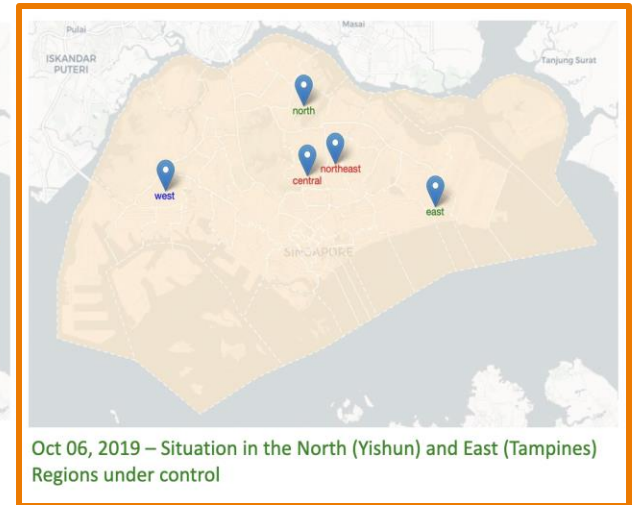 Pulai
Masai
ISKANDAR
PUTERI
Tanjung Surat
north
northeast
central
west
east
SINGAPORE
Oct 06, 2019 – Situation in the North (Yishun) and East (Tampines)
Regions under control